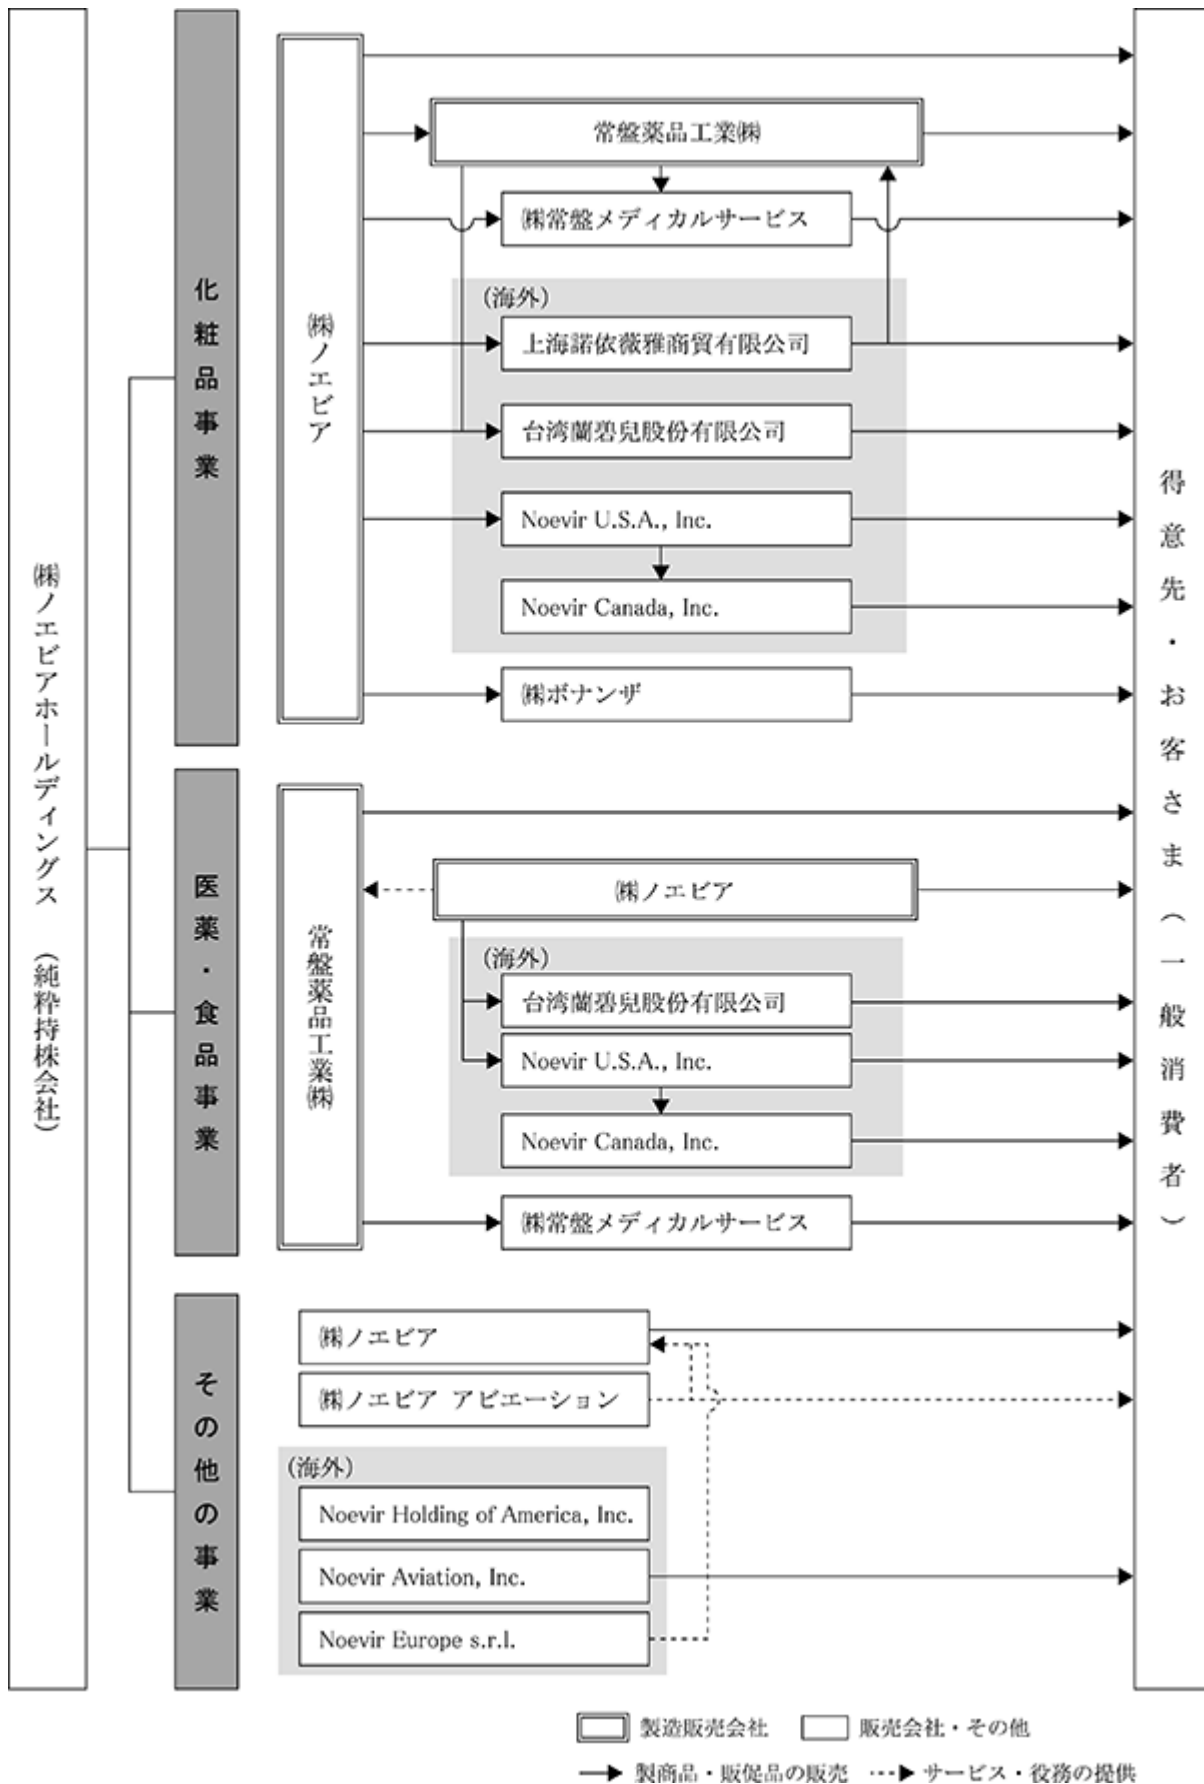 ㈱ノエビアホールディングス （純粋持株会社）
化粧品事業
㈱ノエビア
常盤薬品工業㈱
㈱常盤メディカルサービス
（海外）
上海諾依薇雅商貿有限公司
台湾蘭碧兒股份有限公司
Noevir U.S.A., Inc.
Noevir Canada, Inc.
㈱ボナンザ
医薬・食品事業
常盤薬品工業㈱
㈱ノエビア
（海外）
台湾蘭碧兒股份有限公司
Noevir U.S.A., Inc.
Noevir Canada, Inc.
㈱常盤メディカルサービス
その他の事業
㈱ノエビア
㈱ノエビア アビエーション
（海外）
Noevir Holding of America, Inc.
Noevir Aviation, Inc.
Noevir Europe s.r.l.
得意先・お客さま（一般消費者）
製造販売会社
販売会社・その他
製商品・販促品の販売
サービス・役務の提供